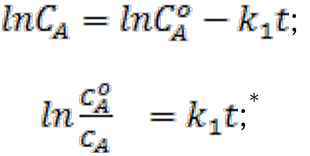 lnC_A = lnC_A^o − k_1t;
ln C_A^o/C_A = k_1t;*